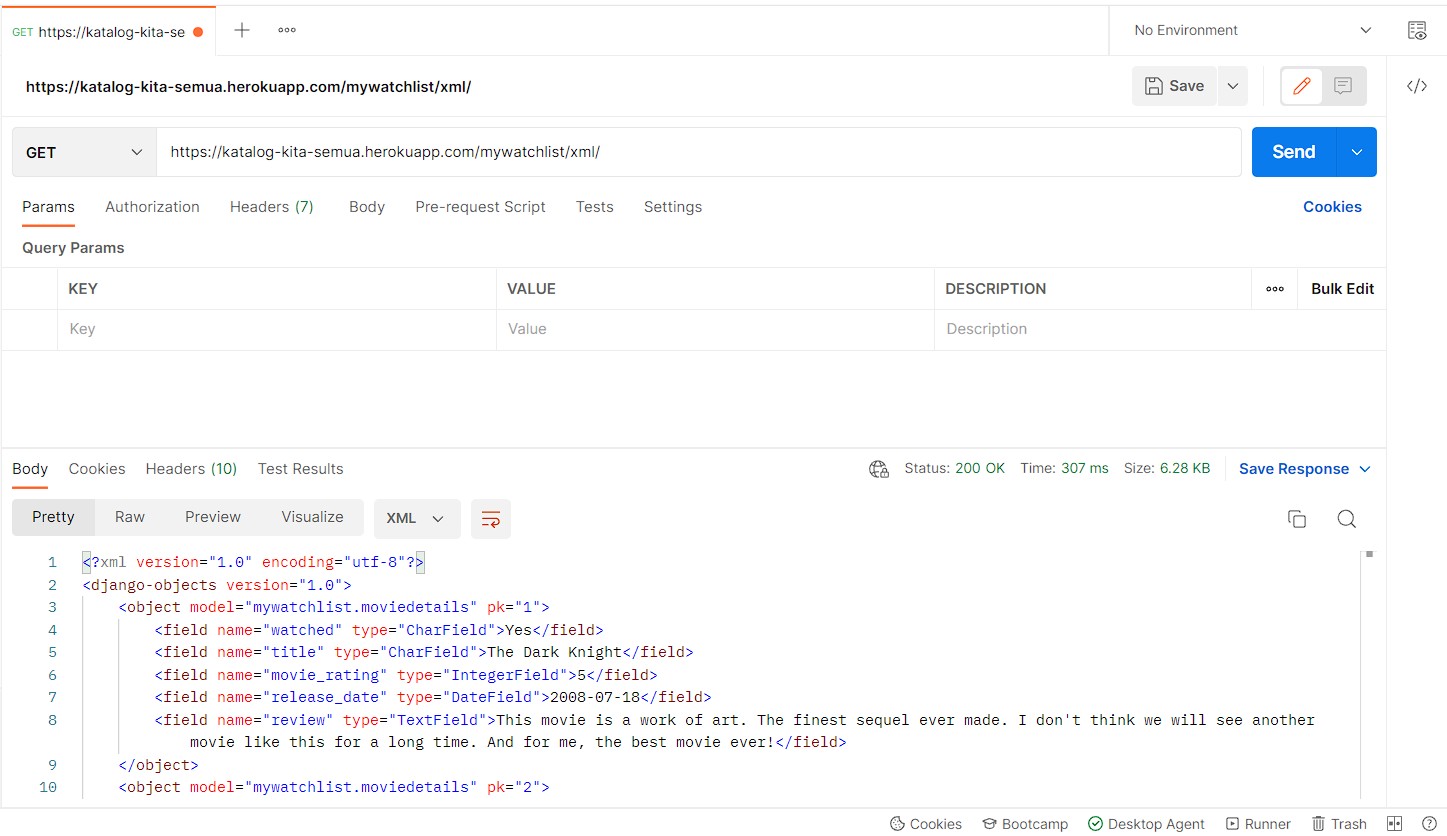 GET https://katalog-kita-se
No Environment
https://katalog-kita-semua.herokuapp.com/mywatchlist/xml/
Save
GET
https://katalog-kita-semua.herokuapp.com/mywatchlist/xml/
Send
Params Authorization Headers (7) Body Pre-request Script Tests Settings Cookies
Query Params
KEY VALUE DESCRIPTION Bulk Edit
Key Value Description
Body Cookies Headers (10) Test Results Status: 200 OK Time: 307 ms Size: 6.28 KB Save Response
Pretty Raw Preview Visualize XML
1 <?xml version="1.0" encoding="utf-8"?>
2 <django-objects version="1.0">
3 <object model="mywatchlist.moviedetails" pk="1">
4 <field name="watched" type="CharField">Yes</field>
5 <field name="title" type="CharField">The Dark Knight</field>
6 <field name="movie_rating" type="IntegerField">5</field>
7 <field name="release_date" type="DateField">2008-07-18</field>
8 <field name="review" type="TextField">This movie is a work of art. The finest sequel ever made. I don't think we will see another
movie like this for a long time. And for me, the best movie ever!</field>
9 </object>
10 <object model="mywatchlist.moviedetails" pk="2">
Cookies Bootcamp Desktop Agent Runner Trash